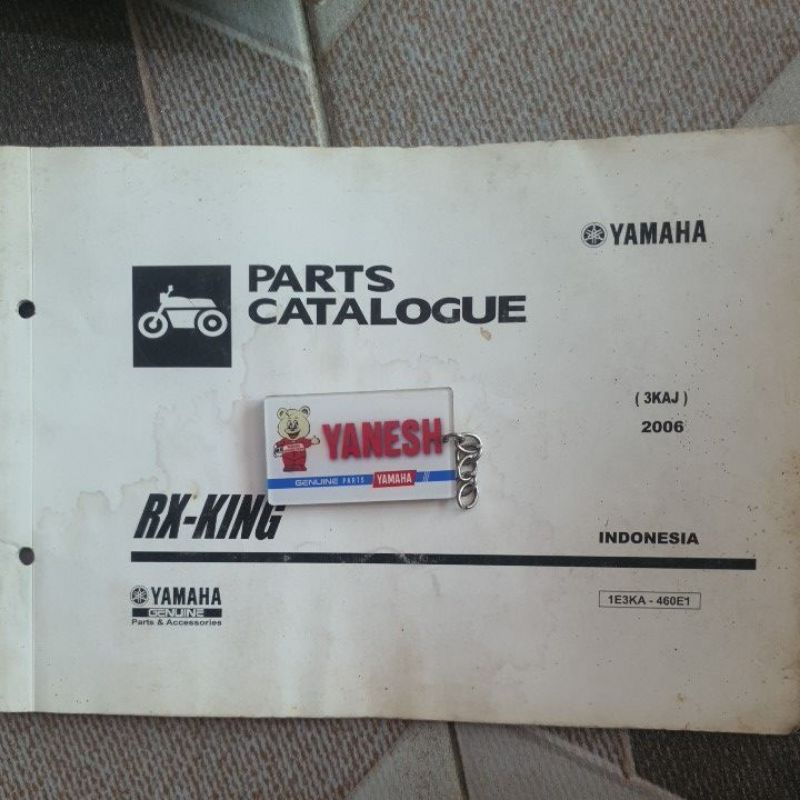 YAMAHA
PARTS
CATALOGUE
( 3KAJ )
2006
YANESH
GENUINE PARTS YAMAHA
RX-KING
INDONESIA
YAMAHA
GENUINE
Parts & Accessories
1E3KA - 460E1